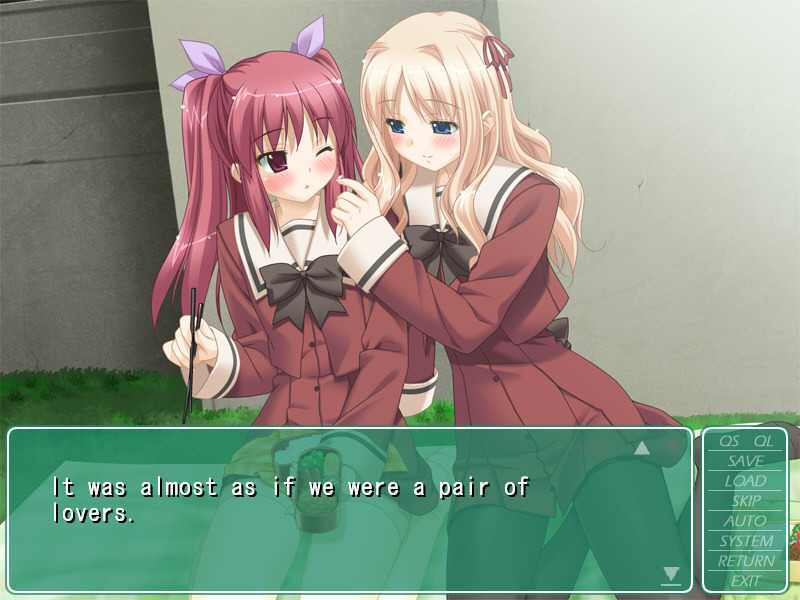 It was almost as if we were a pair of
lovers.
QS QL
SAVE
LOAD
SKIP
AUTO
SYSTEM
RETURN
EXIT